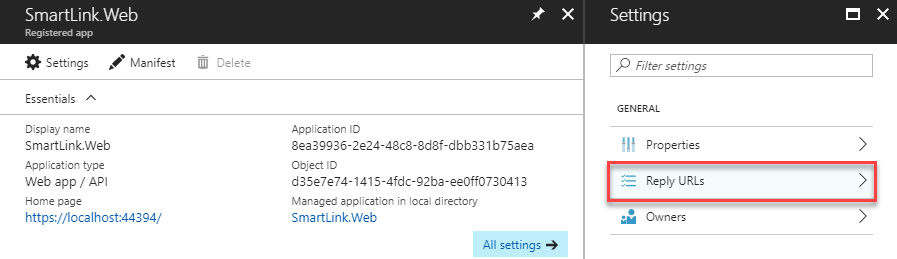 SmartLink.Web
Registered app
Settings
Manifest
Delete
Essentials
Display name
SmartLink.Web
Application type
Web app / API
Home page
https://localhost:44394/
Application ID
8ea39936-2e24-48c8-8d8f-dbb331b75aea
Object ID
d35e7e74-1415-4fdc-92ba-ee0ff0730413
Managed application in local directory
SmartLink.Web
All settings
Settings
Filter settings
GENERAL
Properties
Reply URLs
Owners